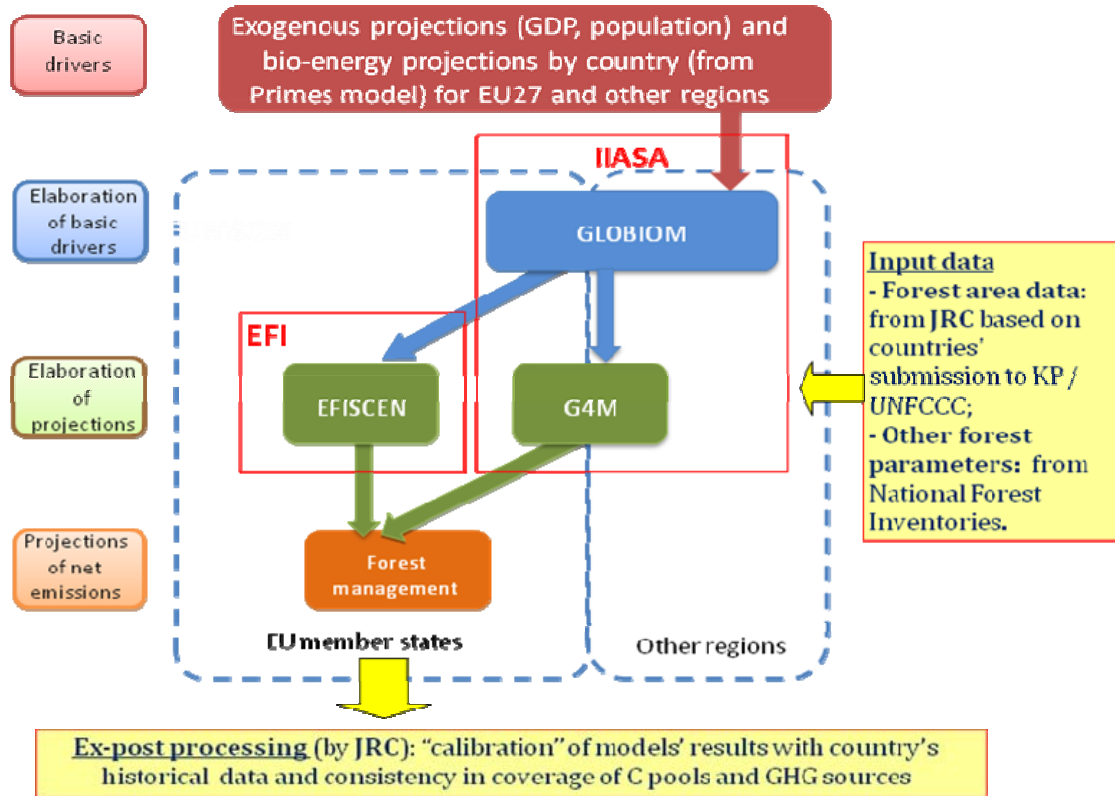 Basic
drivers
Exogenous projections (GDP, population) and
bio-energy projections by country (from
Primes model) for EU27 and other regions
IIASA
Elaboration
of basic
drivers
GLOBIOM
Input data
- Forest area data:
from JRC based on
countries'
submission to KP /
UNFCCC;
- Other forest
parameters: from
National Forest
Inventories.
EFI
Elaboration
of
projections
EFISCEN
G4M
Projections
of net
emissions
Forest
management
EU member states
Other regions
Ex-post processing (by JRC): "calibration" of models' results with country's
historical data and consistency in coverage of C pools and GHG sources